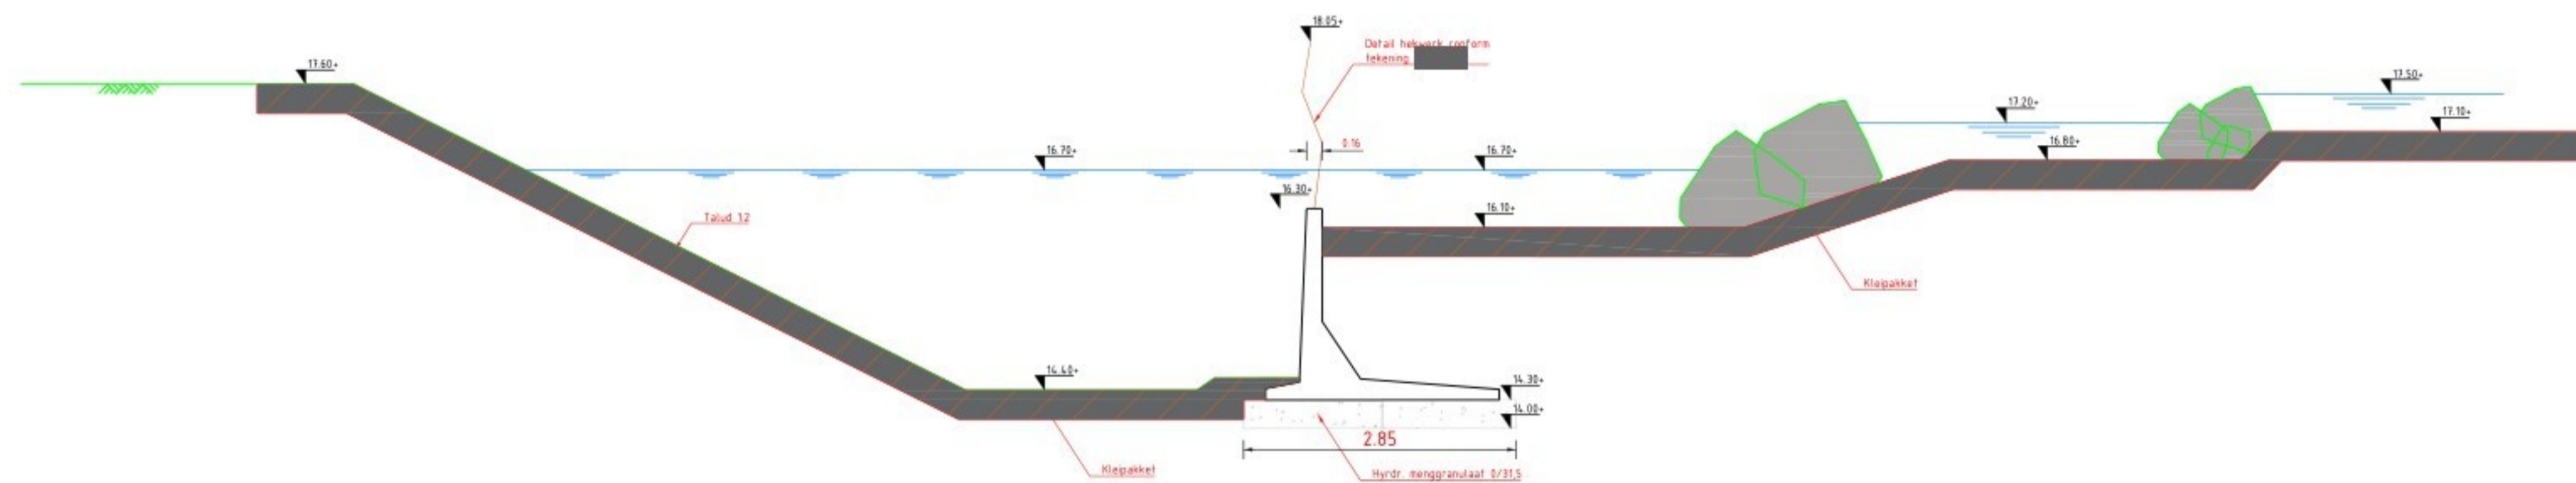 18.05+
Detail hekwerk conform
tekening
17.60+
17.50+
17.20+
17.10+
16.70+
0.16
16.70+
16.80+
16.30+
16.10+
Talud 1:2
Kleipakket
14.40+
14.30+
14.00+
2.85
Kleipakket
Hyrdr. menggranulaat 0/31,5